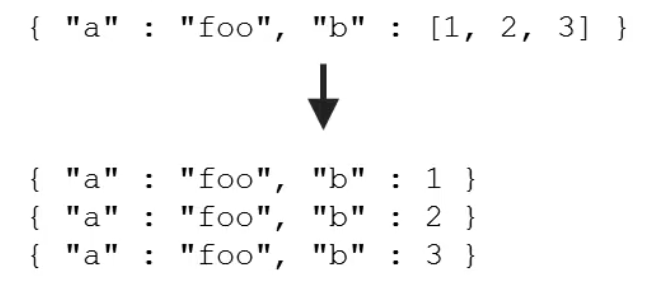 { "a" : "foo", "b" : [1, 2, 3] }
{ "a" : "foo", "b" : 1 }
{ "a" : "foo", "b" : 2 }
{ "a" : "foo", "b" : 3 }